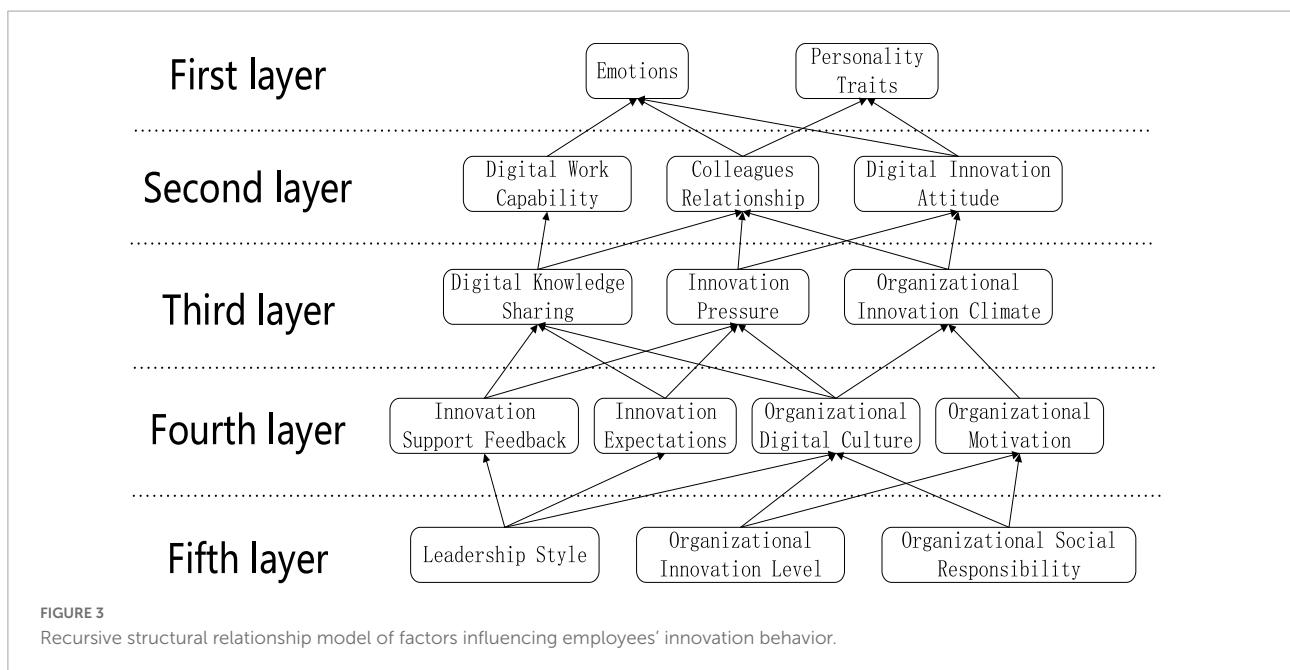 First layer
Emotions
Personality
Traits
Second layer
Digital Work
Capability
Colleagues
Relationship
Digital Innovation
Attitude
Third layer
Digital Knowledge
Sharing
Innovation
Pressure
Organizational
Innovation Climate
Fourth layer
Innovation
Support Feedback
Innovation
Expectations
Organizational
Digital Culture
Organizational
Motivation
Fifth layer
Leadership Style
Organizational
Innovation Level
Organizational Social
Responsibility
FIGURE 3
Recursive structural relationship model of factors influencing employees' innovation behavior.